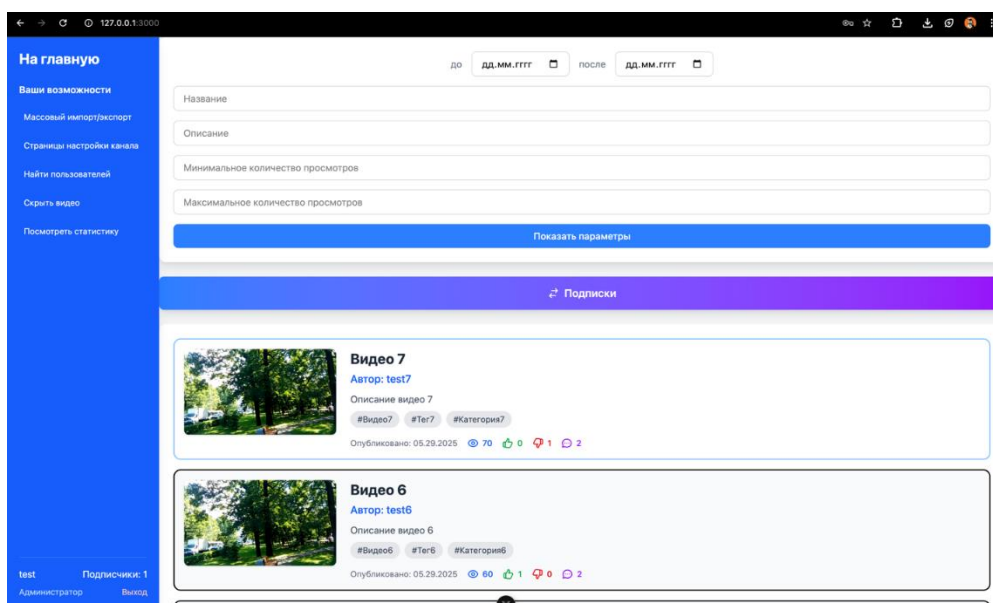 127.0.0.1:3000
На главную
Ваши возможности
Массовый импорт/экспорт
Страницы настройки канала
Найти пользователей
Скрыть видео
Посмотреть статистику
test Подписчики: 1
Администратор Выход
до дд.мм.гггг после дд.мм.гггг
Название
Описание
Минимальное количество просмотров
Максимальное количество просмотров
Показать параметры
Подписки
Видео 7
Автор: test7
Описание видео 7
#Видео7 #Тег7 #Категория7
Опубликовано: 05.29.2025 70 0 1 2
Видео 6
Автор: test6
Описание видео 6
#Видео6 #Тег6 #Категория6
Опубликовано: 05.29.2025 60 1 0 2